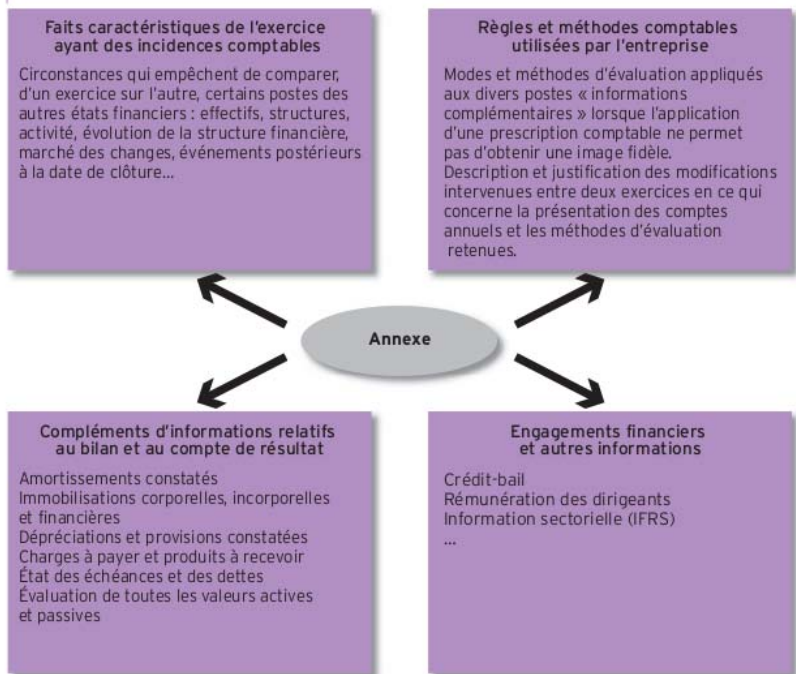 Faits caractéristiques de l'exercice
ayant des incidences comptables
Circonstances qui empêchent de comparer,
d'un exercice sur l'autre, certains postes des
autres états financiers : effectifs, structures,
activité, évolution de la structure financière,
marché des changes, événements postérieurs
à la date de clôture...
Règles et méthodes comptables
utilisées par l'entreprise
Modes et méthodes d'évaluation appliqués
aux divers postes « informations
complémentaires » lorsque l'application
d'une prescription comptable ne permet
pas d'obtenir une image fidèle.
Description et justification des modifications
intervenues entre deux exercices en ce qui
concerne la présentation des comptes
annuels et les méthodes d'évaluation
retenues.
Annexe
Compléments d'informations relatifs
au bilan et au compte de résultat
Amortissements constatés
Immobilisations corporelles, incorporelles
et financières
Dépréciations et provisions constatées
Charges à payer et produits à recevoir
État des échéances et des dettes
Évaluation de toutes les valeurs actives
et passives
Engagements financiers
et autres informations
Crédit-bail
Rémunération des dirigeants
Information sectorielle (IFRS)
...